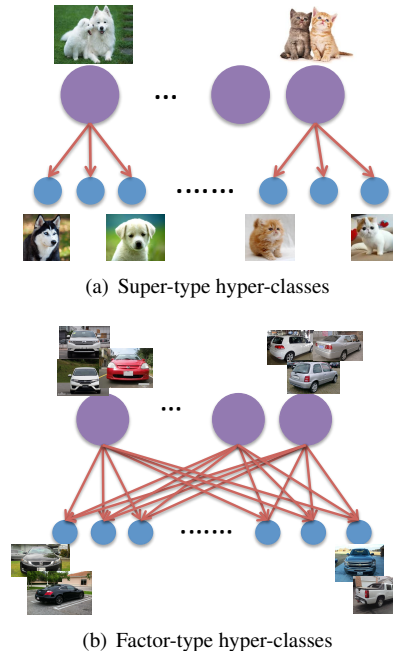 ...
.......
(a) Super-type hyper-classes
...
.......
(b) Factor-type hyper-classes